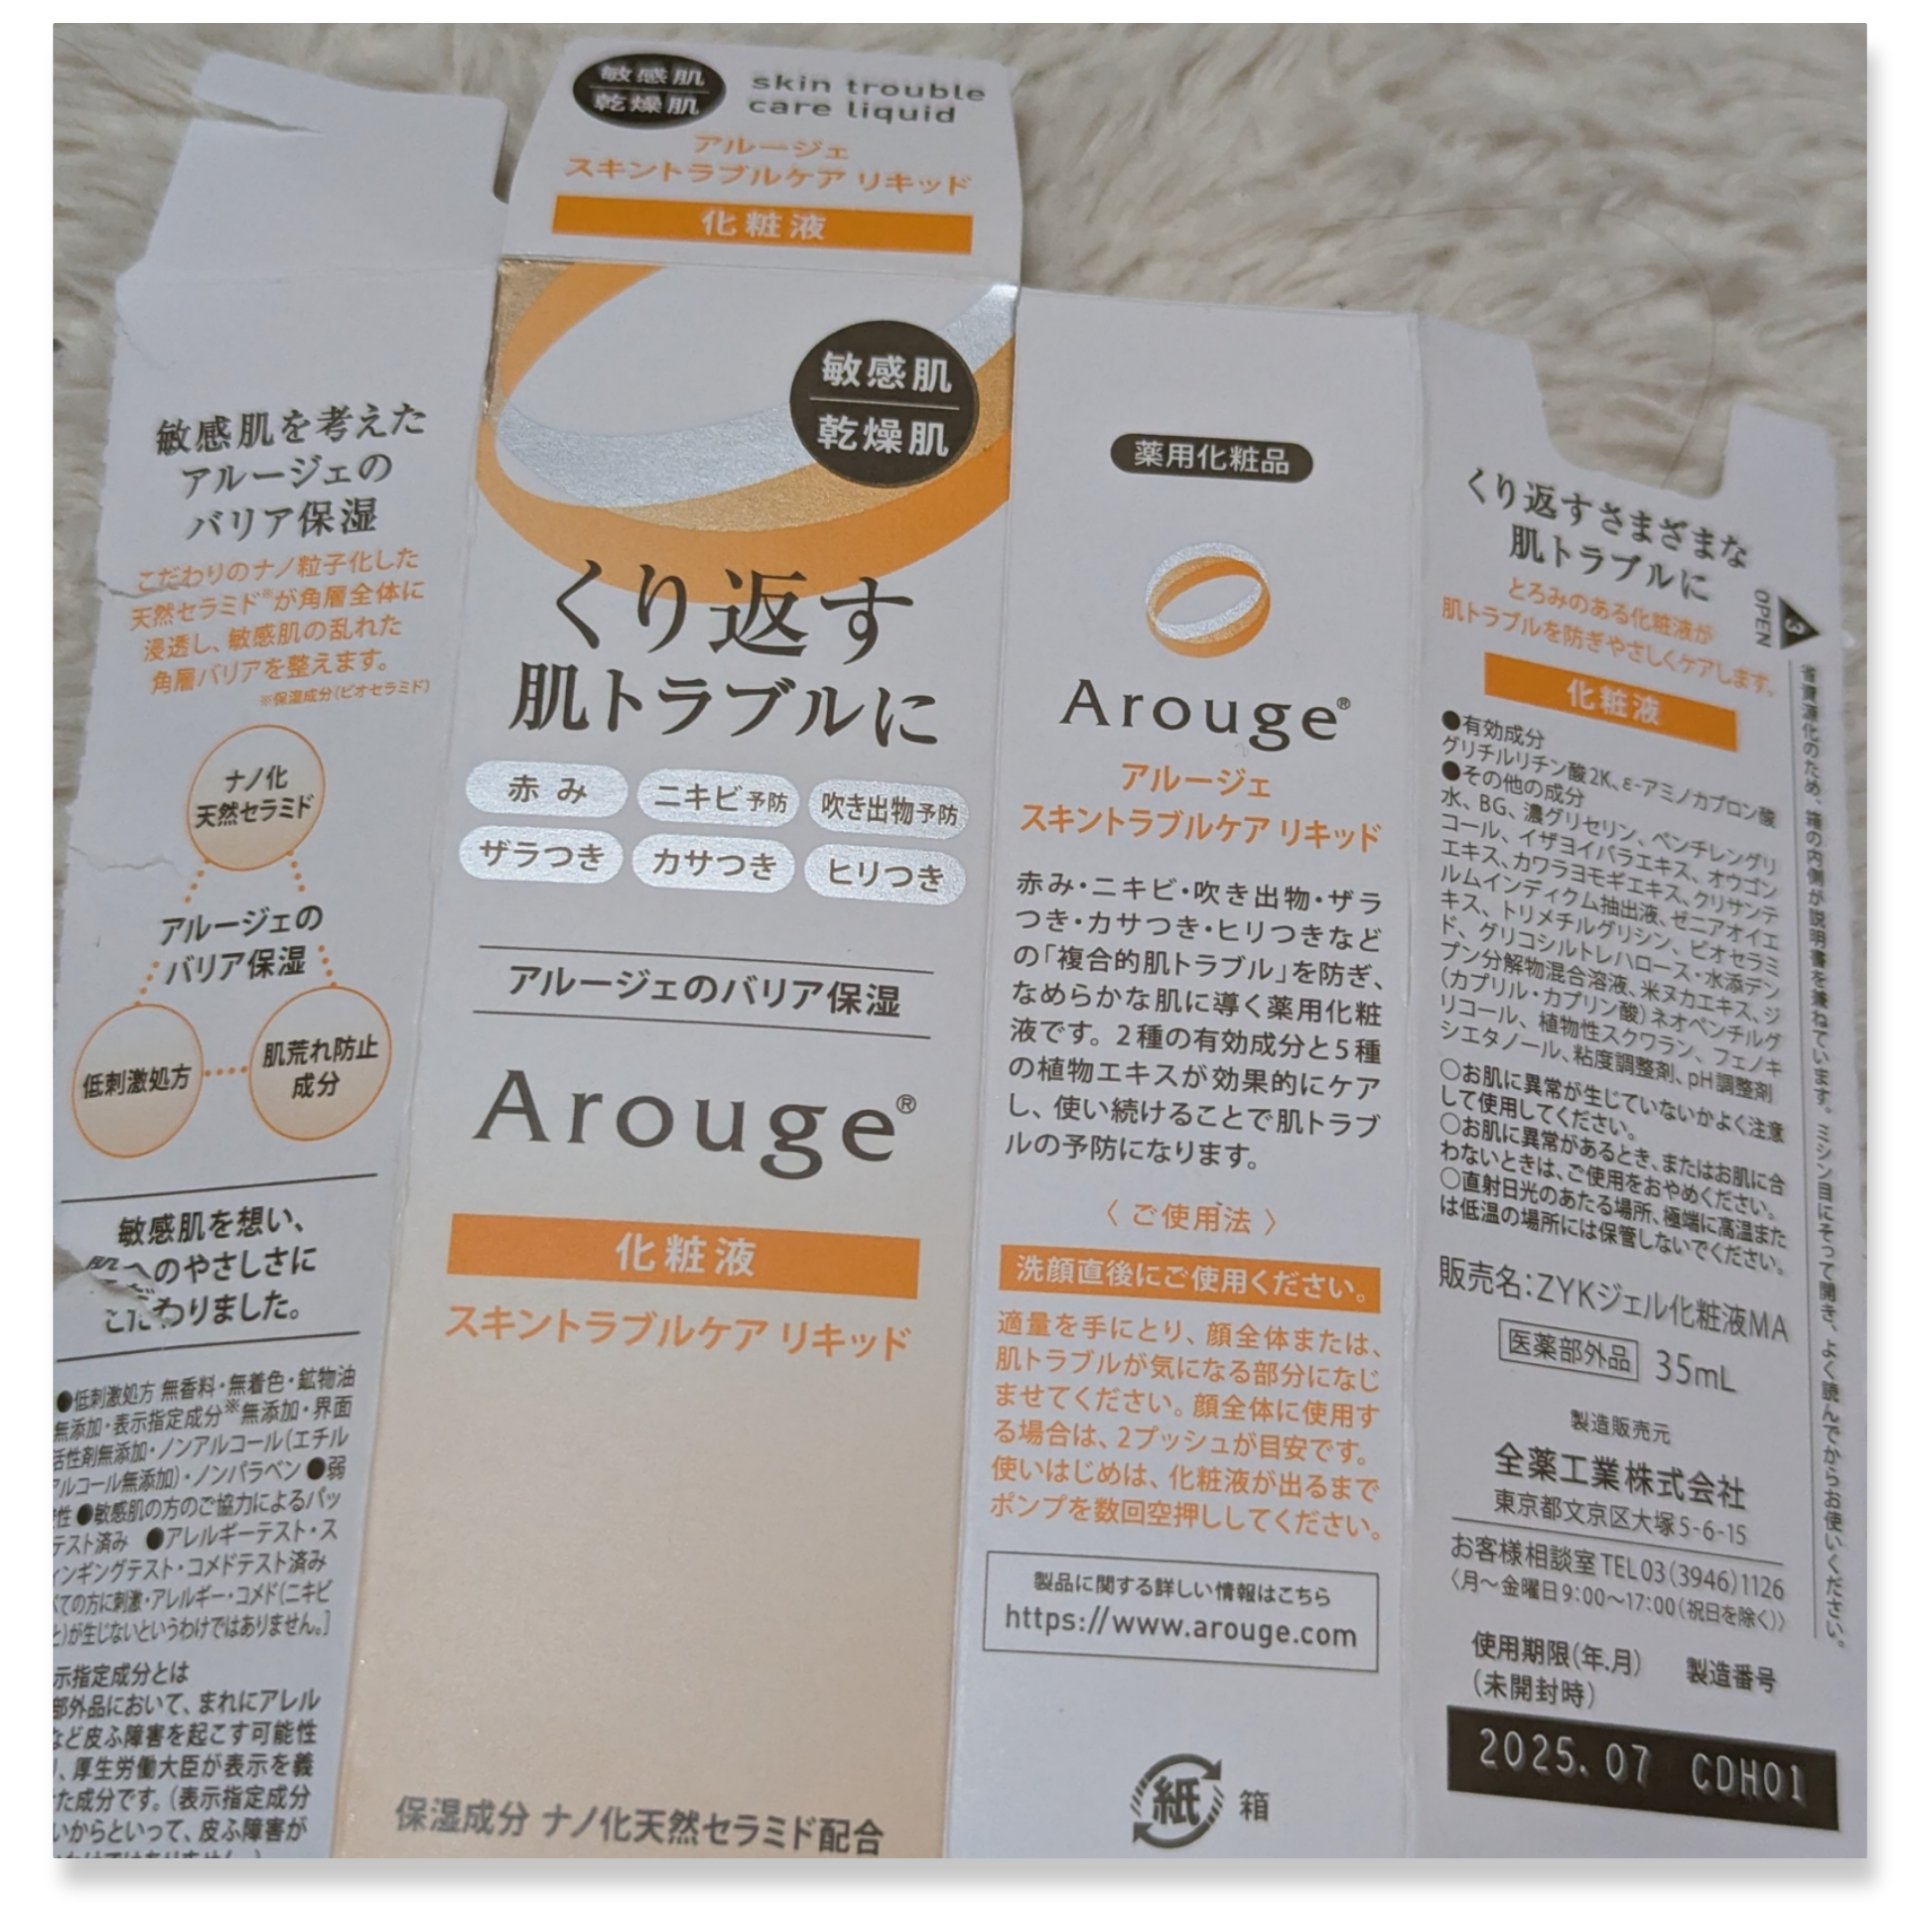 敏感肌
乾燥肌
skin trouble
care liquid
アルージェ
スキントラブルケア リキッド
化粧液
敏感肌を考えた
アルージェの
バリア保湿
こだわりのナノ粒子化した
天然セラミド※が角層全体に
浸透し、敏感肌の乱れた
角層バリアを整えます。
※保湿成分(ビオセラミド)
ナノ化
天然セラミド
アルージェの
バリア保湿
低刺激処方
肌荒れ防止
成分
敏感肌を想い、
肌へのやさしさに
こだわりました。
●低刺激処方 無香料・無着色・鉱物油
無添加・表示指定成分※無添加・界面
活性剤無添加・ノンアルコール(エチル
アルコール無添加)・ノンパラベン ●弱
性 ●敏感肌の方のご協力によるパッ
テスト済み ●アレルギーテスト・ス
ィンギングテスト・コメドテスト済み
べての方に刺激・アレルギー・コメド(ニキビ
と)が生じないというわけではありません。]
示指定成分とは
部外品において、まれにアレル
など皮ふ障害を起こす可能性
、厚生労働大臣が表示を義
た成分です。(表示指定成分
いからといって、皮ふ障害が
敏感肌
乾燥肌
くり返す
肌トラブルに
赤み
ニキビ予防
吹き出物予防
ザラつき
カサつき
ヒリつき
アルージェのバリア保湿
Arouge®
化粧液
スキントラブルケア リキッド
保湿成分 ナノ化天然セラミド配合
薬用化粧品
Arouge®
アルージェ
スキントラブルケア リキッド
赤み・ニキビ・吹き出物・ザラ
つき・カサつき・ヒリつきなど
の「複合的肌トラブル」を防ぎ、
なめらかな肌に導く薬用化粧
液です。2種の有効成分と5種
の植物エキスが効果的にケア
し、使い続けることで肌トラブ
ルの予防になります。
〈 ご使用法 〉
洗顔直後にご使用ください。
適量を手にとり、顔全体または、
肌トラブルが気になる部分になじ
ませてください。顔全体に使用す
る場合は、2プッシュが目安です。
使いはじめは、化粧液が出るまで
ポンプを数回空押ししてください。
製品に関する詳しい情報はこちら
https://www.arouge.com
紙 箱
くり返すさまざまな
肌トラブルに
とろみのある化粧液が
肌トラブルを防ぎやさしくケアします。
化粧液
●有効成分
グリチルリチン酸2K、ε-アミノカプロン酸
●その他の成分
水、BG、濃グリセリン、ペンチレングリ
コール、イザヨイバラエキス、オウゴン
エキス、カワラヨモギエキス、クリサンテ
ルムインディクム抽出液、ゼニアオイエ
キス、トリメチルグリシン、ビオセラミ
ド、グリコシルトレハロース・水添デン
プン分解物混合溶液、米ヌカエキス、ジ
(カプリル・カプリン酸)ネオペンチルグ
リコール、植物性スクワラン、フェノキ
シエタノール、粘度調整剤、pH調整剤
○お肌に異常が生じていないかよく注意
して使用してください。
○お肌に異常があるとき、またはお肌に合
わないときは、ご使用をおやめください。
○直射日光のあたる場所、極端に高温また
は低温の場所には保管しないでください。
販売名:ZYKジェル化粧液MA
医薬部外品 35mL
製造販売元
全薬工業株式会社
東京都文京区大塚5-6-15
お客様相談室 TEL03(3946)1126
〈月〜金曜日9:00〜17:00(祝日を除く)〉
使用期限(年.月) 製造番号
(未開封時)
2025.07 CDH01
3
OPEN
省資源化のため、箱の内側が説明書を兼ねています。ミシン目にそって開き、よく読んでからお使いください。